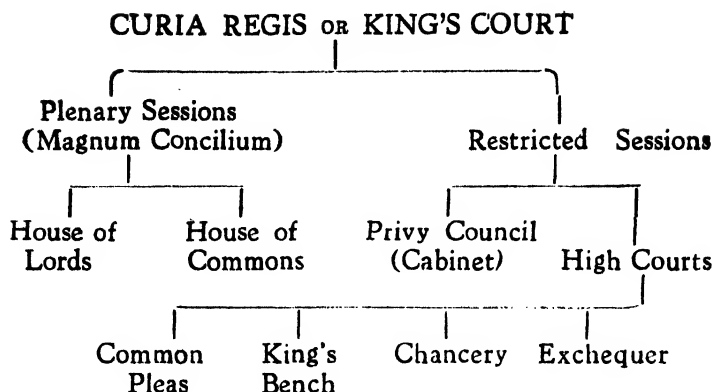 CURIA REGIS OR KING'S COURT
Plenary Sessions
(Magnum Concilium)
Restricted Sessions
House of
Lords
House of
Commons
Privy Council
(Cabinet)
High Courts
Common
Pleas
King's
Bench
Chancery
Exchequer